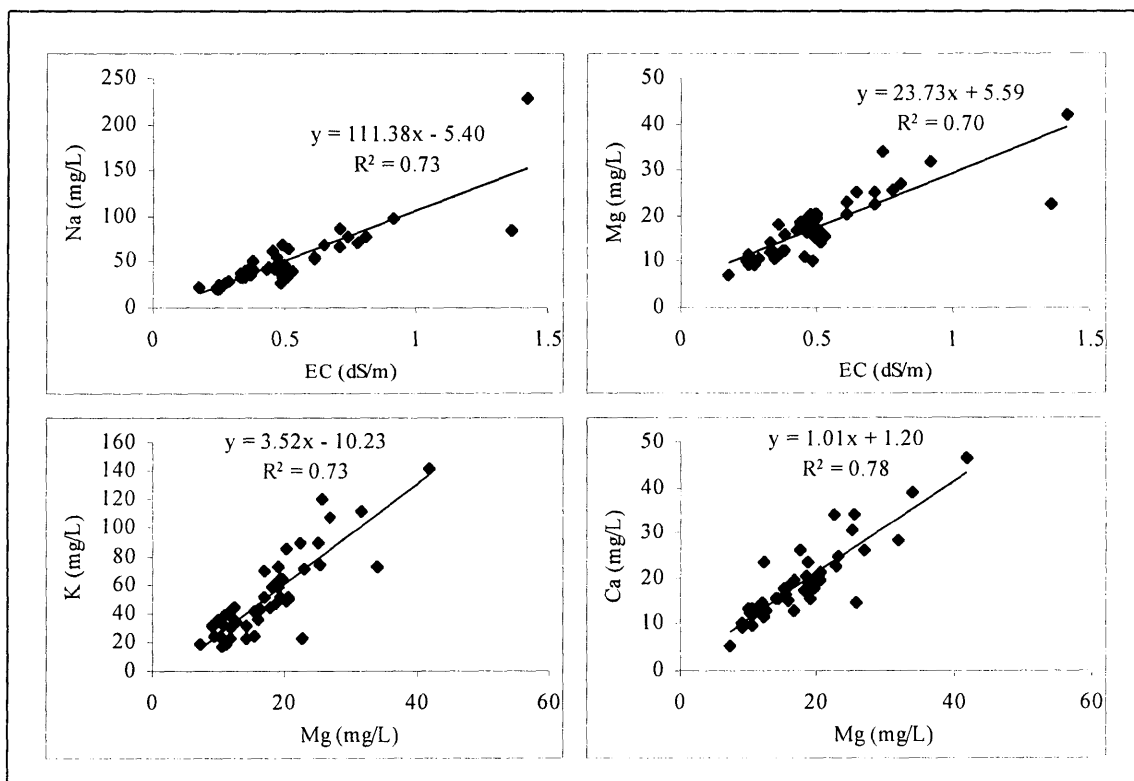 250
200
150
100
50
0
Na (mg/L)
y = 111.38x - 5.40
R² = 0.73
0 0.5 1 1.5
EC (dS/m)
50
40
30
20
10
0
Mg (mg/L)
y = 23.73x + 5.59
R² = 0.70
0 0.5 1 1.5
EC (dS/m)
160
140
120
100
80
60
40
20
0
K (mg/L)
y = 3.52x - 10.23
R² = 0.73
0 20 40 60
Mg (mg/L)
50
40
30
20
10
0
Ca (mg/L)
y = 1.01x + 1.20
R² = 0.78
0 20 40 60
Mg (mg/L)